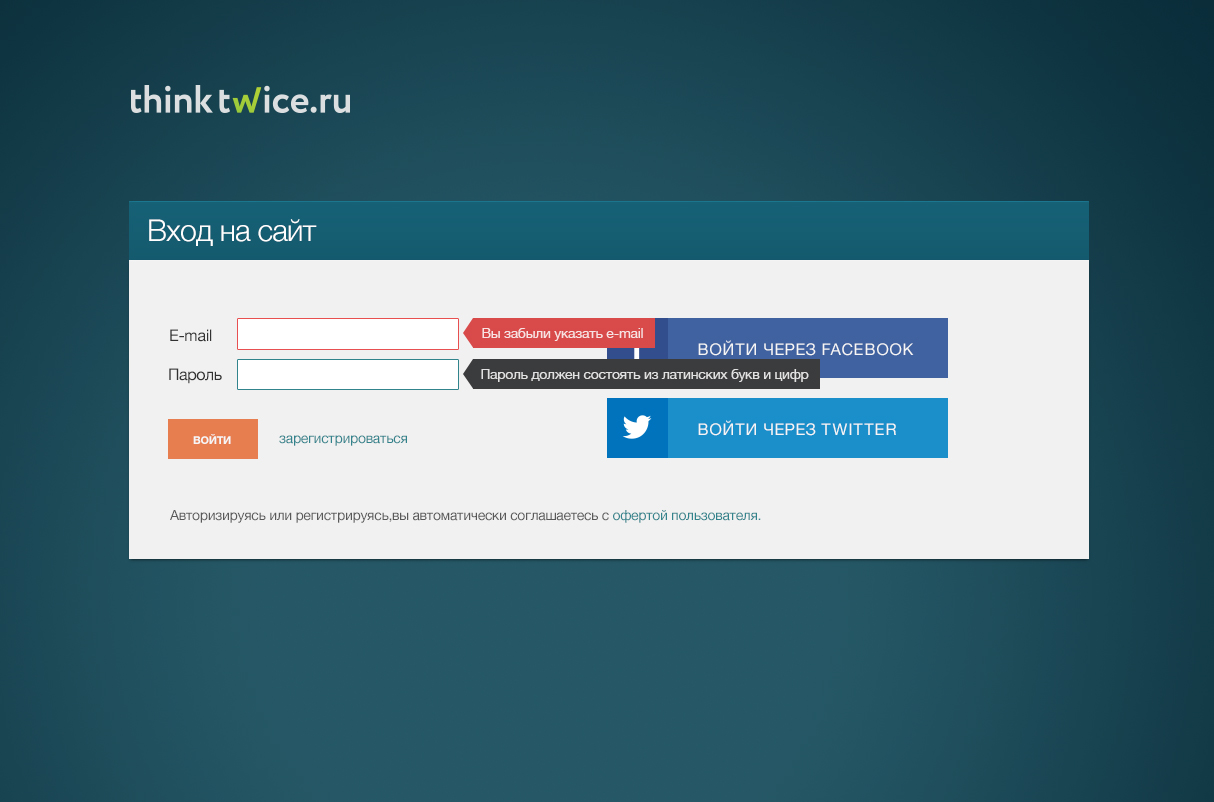 thinktwice.ru
Вход на сайт
E-mail
Вы забыли указать e-mail
ВОЙТИ ЧЕРЕЗ FACEBOOK
Пароль
Пароль должен состоять из латинских букв и цифр
войти
зарегистрироваться
ВОЙТИ ЧЕРЕЗ TWITTER
Авторизируясь или регистрируясь,вы автоматически соглашаетесь с офертой пользователя.